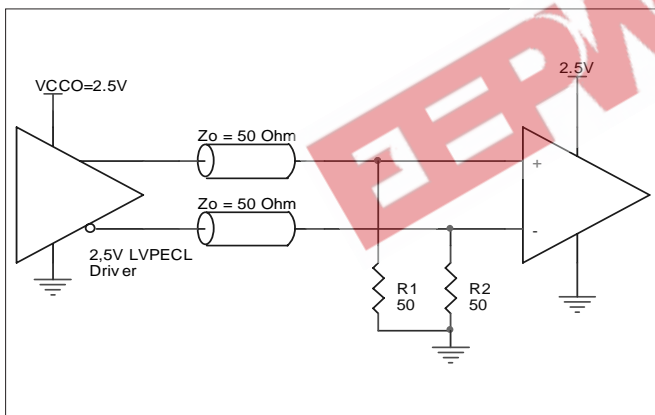 VCCO=2.5V
2.5V
Zo = 50 Ohm
Zo = 50 Ohm
+
-
2,5V LVPECL
Driver
R1
50
R2
50
EEPW